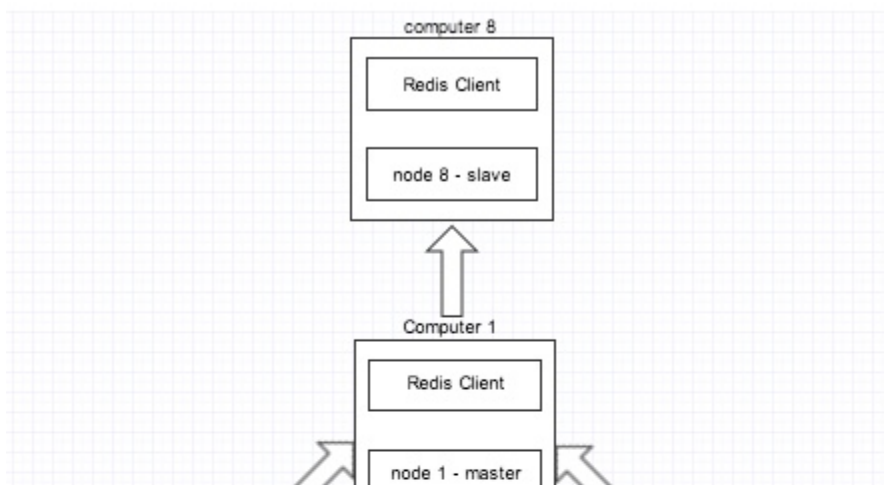 computer 8
Redis Client
node 8 - slave
Computer 1
Redis Client
node 1 - master